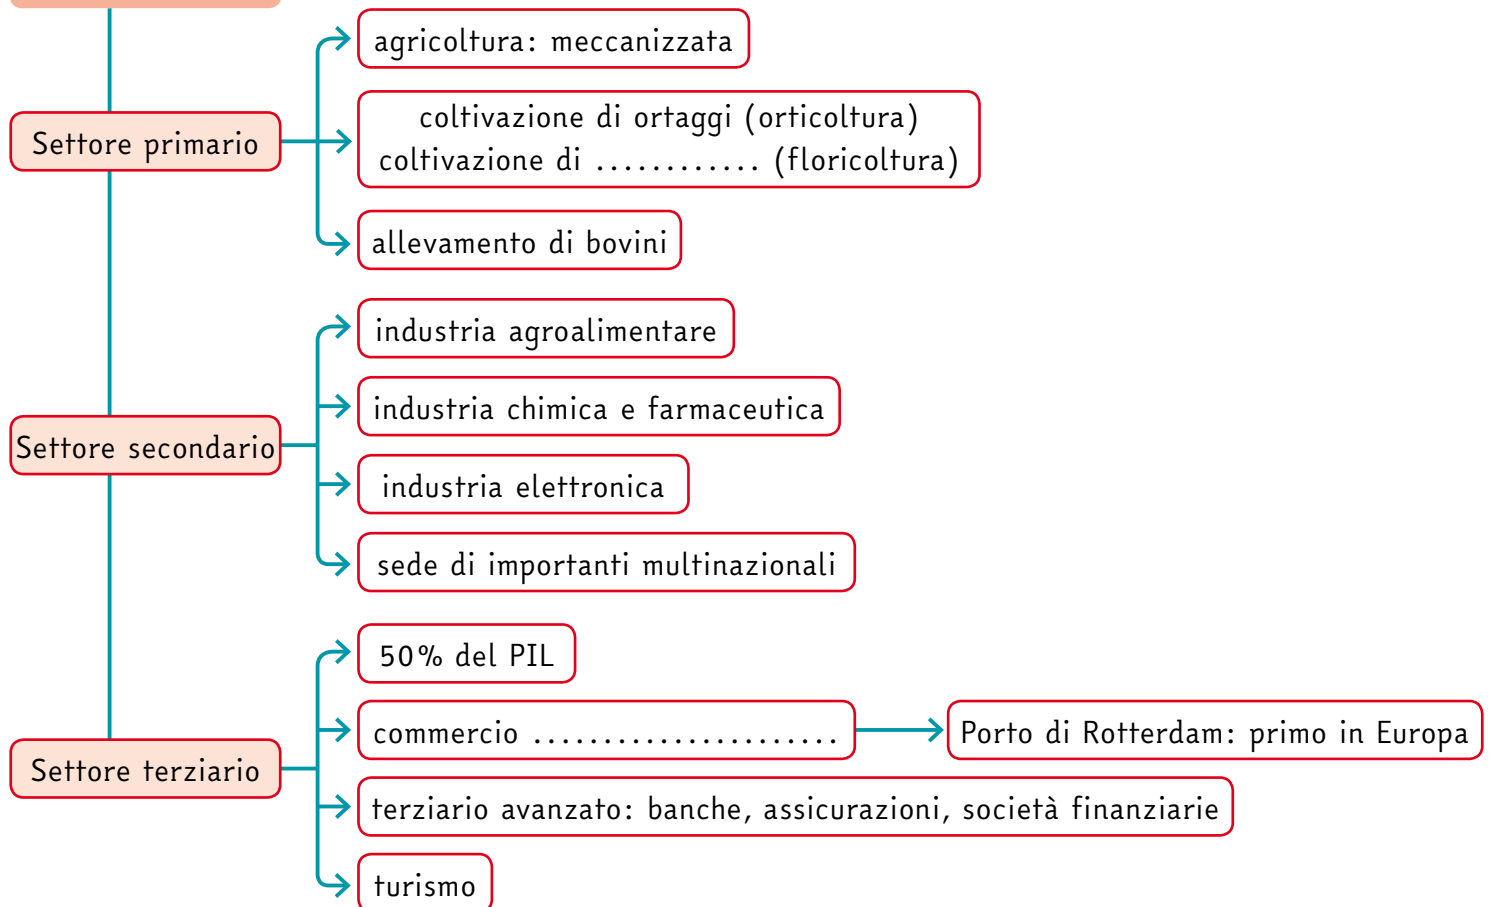 agricoltura: meccanizzata
Settore primario
coltivazione di ortaggi (orticoltura)
coltivazione di ............ (floricoltura)
allevamento di bovini
industria agroalimentare
industria chimica e farmaceutica
Settore secondario
industria elettronica
sede di importanti multinazionali
50% del PIL
commercio ......................
Porto di Rotterdam: primo in Europa
Settore terziario
terziario avanzato: banche, assicurazioni, società finanziarie
turismo